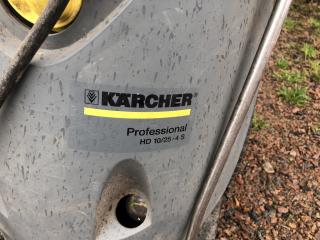 KÄRCHER
Professional
HD 10/25-4 S